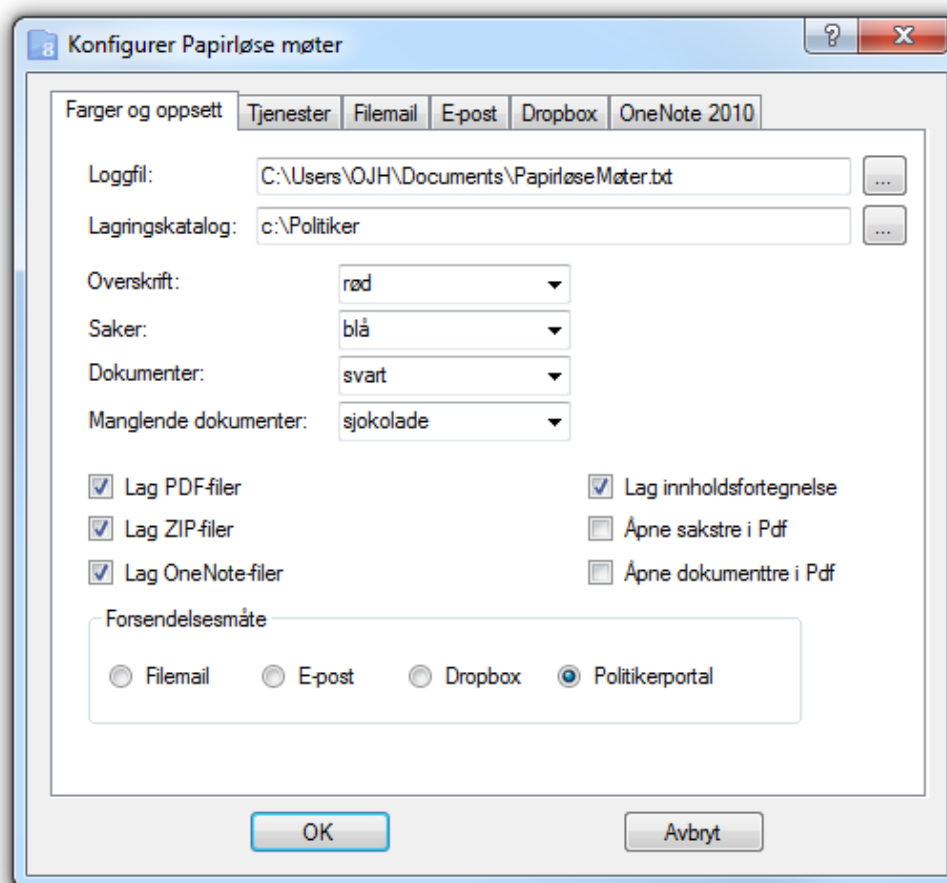 8 Konfigurer Papirløse møter ? X
Farger og oppsett Tjenester Filemail E-post Dropbox OneNote 2010
Loggfil: C:\Users\OJH\Documents\PapirløseMøter.txt ...
Lagringskatalog: c:\Politiker ...
Overskrift: rød
Saker: blå
Dokumenter: svart
Manglende dokumenter: sjokolade
Lag PDF-filer Lag innholdsfortegnelse
Lag ZIP-filer Åpne sakstre i Pdf
Lag OneNote-filer Åpne dokumenttre i Pdf
Forsendelsesmåte
Filemail E-post Dropbox Politikerportal
OK Avbryt